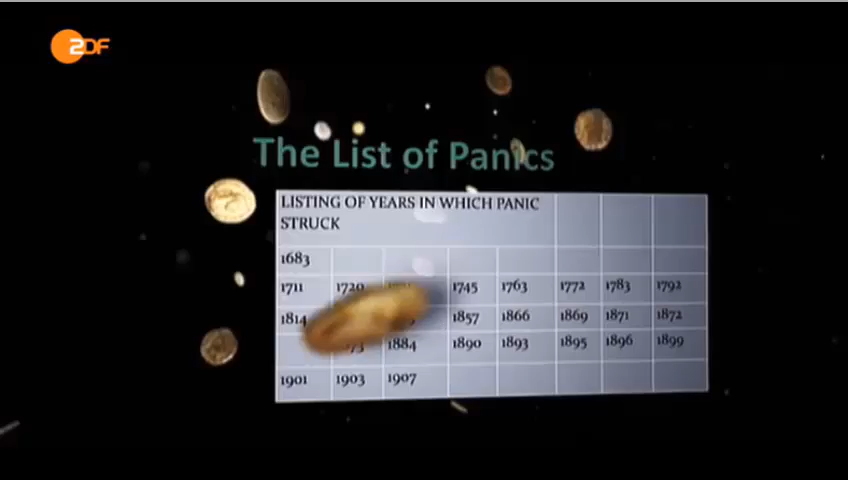 ZDF
The List of Panics
LISTING OF YEARS IN WHICH PANIC
STRUCK
1683
1711 1720 1745 1763 1772 1783 1792
1814 1857 1866 1869 1871 1872
1884 1890 1893 1895 1896 1899
1901 1903 1907